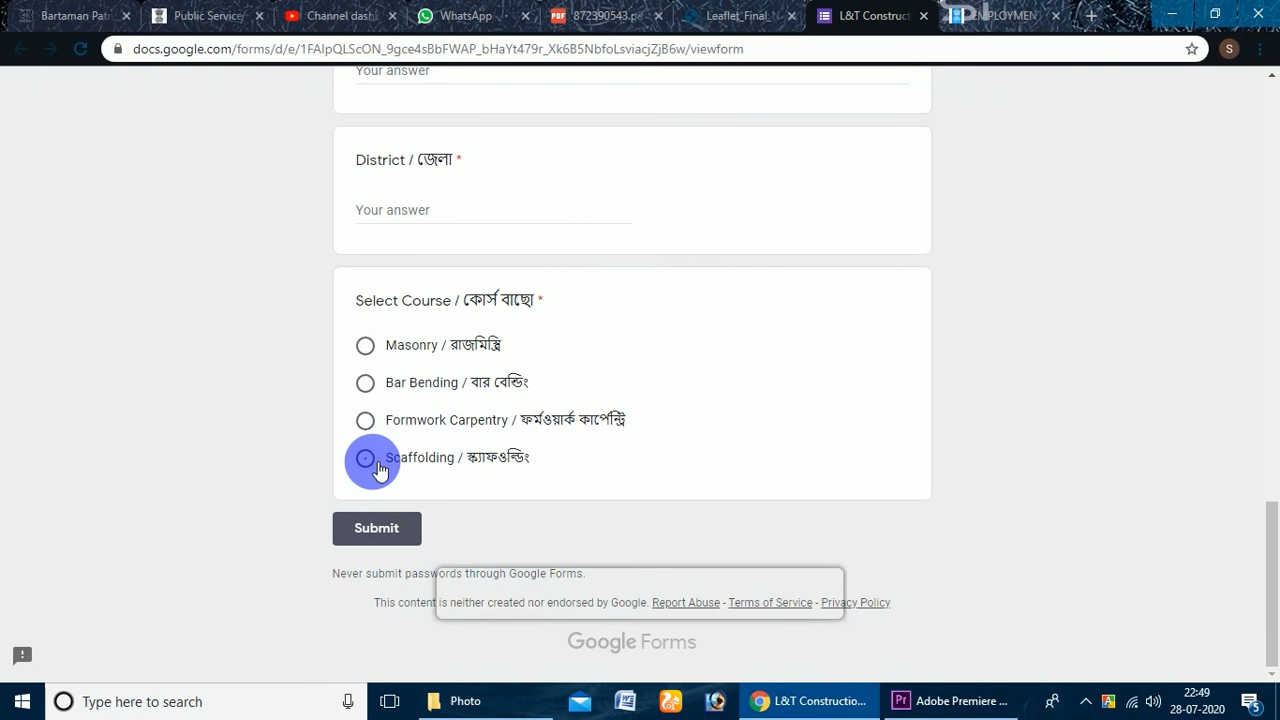 Bartaman Patr
Public Service
Channel dash
WhatsApp
872390543.pd
Leaflet_Final_N
L&T Construct
EMPLOYMEN
docs.google.com/forms/d/e/1FAIpQLScON_9gce4sBbFWAP_bHaYt479r_Xk6B5NbfoLsviacjZjB6w/viewform
S
Your answer
District / জেলা *
Your answer
Select Course / কোর্স বাছো *
Masonry / রাজমিস্ত্রি
Bar Bending / বার বেন্ডিং
Formwork Carpentry / ফর্মওয়ার্ক কার্পেন্ট্রি
Scaffolding / স্ক্যাফওল্ডিং
Submit
Never submit passwords through Google Forms.
This content is neither created nor endorsed by Google. Report Abuse - Terms of Service - Privacy Policy
Google Forms
Type here to search
Photo
L&T Constructio...
Adobe Premiere ...
22:49
28-07-2020
5